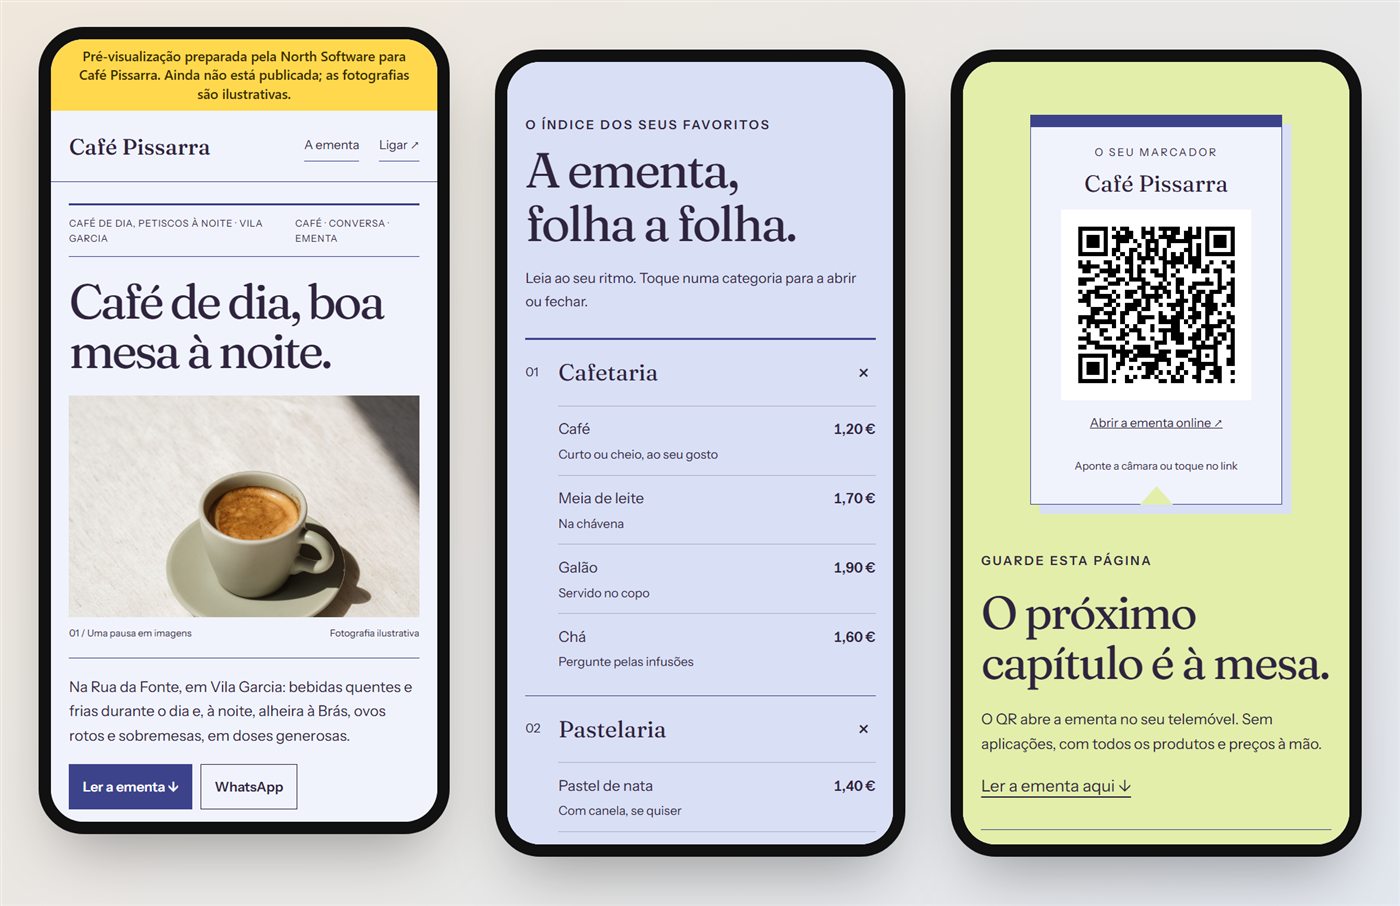 Pré-visualização preparada pela North Software para
Café Pissarra. Ainda não está publicada; as fotografias
são ilustrativas.
Café Pissarra
A ementa
Ligar ↗
CAFÉ DE DIA, PETISCOS À NOITE · VILA
GARCIA
CAFÉ · CONVERSA ·
EMENTA
Café de dia, boa
mesa à noite.
01 / Uma pausa em imagens
Fotografia ilustrativa
Na Rua da Fonte, em Vila Garcia: bebidas quentes e
frias durante o dia e, à noite, alheira à Brás, ovos
rotos e sobremesas, em doses generosas.
Ler a ementa ↓
WhatsApp
O ÍNDICE DOS SEUS FAVORITOS
A ementa,
folha a folha.
Leia ao seu ritmo. Toque numa categoria para a abrir
ou fechar.
01 Cafetaria ×
Café 1,20 €
Curto ou cheio, ao seu gosto
Meia de leite 1,70 €
Na chávena
Galão 1,90 €
Servido no copo
Chá 1,60 €
Pergunte pelas infusões
02 Pastelaria ×
Pastel de nata 1,40 €
Com canela, se quiser
O SEU MARCADOR
Café Pissarra
Abrir a ementa online ↗
Aponte a câmara ou toque no link
GUARDE ESTA PÁGINA
O próximo
capítulo é à mesa.
O QR abre a ementa no seu telemóvel. Sem
aplicações, com todos os produtos e preços à mão.
Ler a ementa aqui ↓